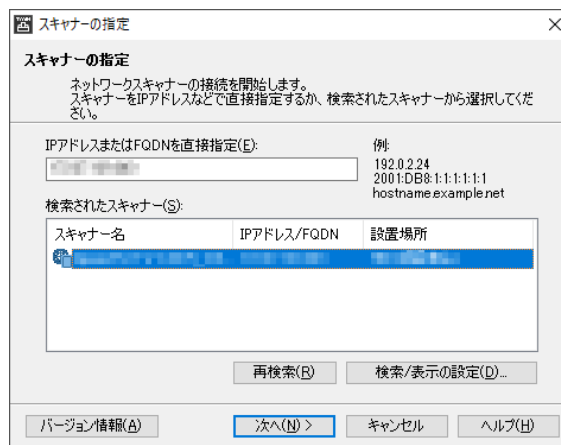 スキャナーの指定
スキャナーの指定
ネットワークスキャナーの接続を開始します。
スキャナーをIPアドレスなどで直接指定するか、検索されたスキャナーから選択してくだ
さい。
IPアドレスまたはFQDNを直接指定(E):
例:
192.0.2.24
2001:DB8:1:1:1:1:1:1
hostname.example.net
検索されたスキャナー(S):
スキャナー名 IPアドレス/FQDN 設置場所
再検索(R) 検索/表示の設定(D)...
バージョン情報(A) 次へ(N) > キャンセル ヘルプ(H)